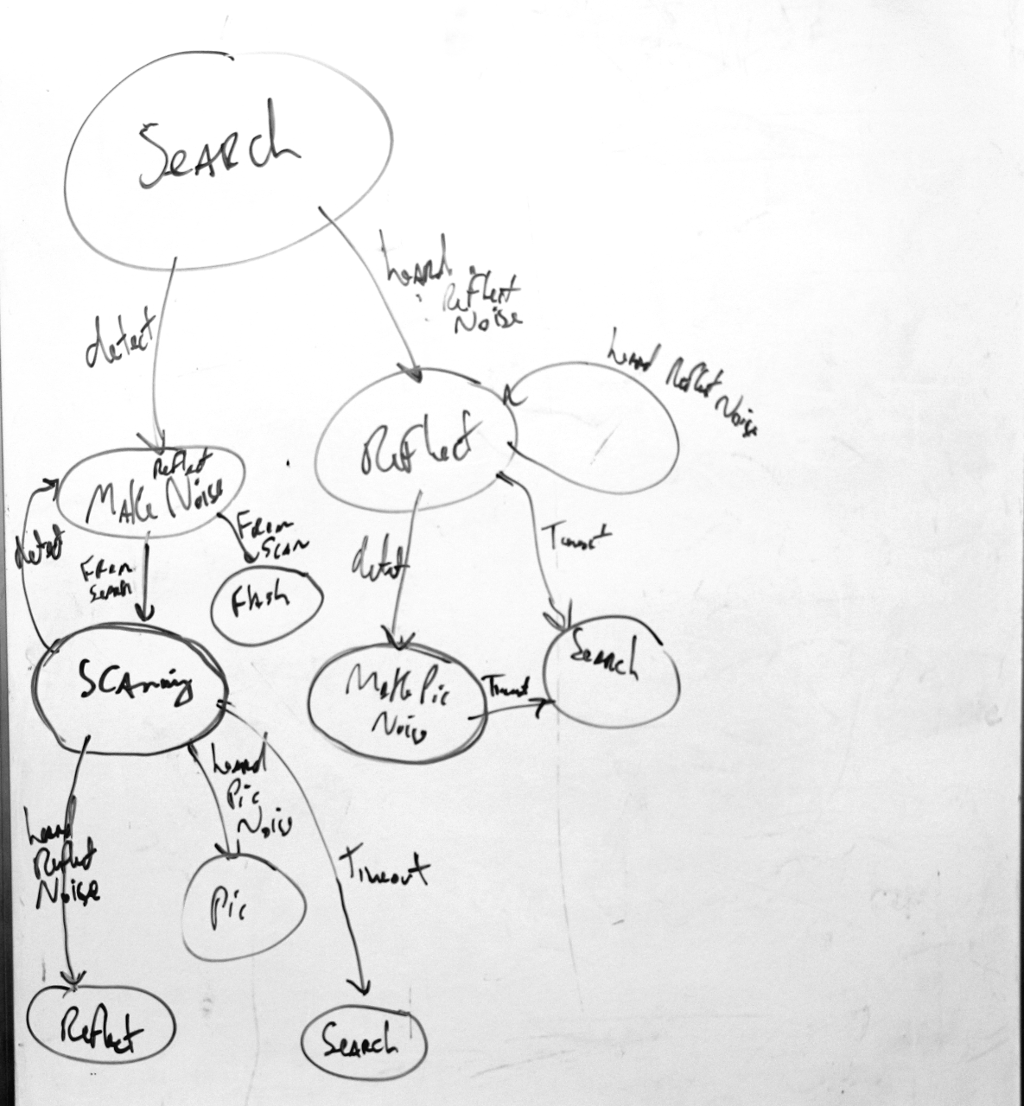 Search
heard
Reflect
Noise
detect
heard Reflect Noise
Reflect
Reflect
Make Noise
From
Scan
detect
From
Search
Flash
detect
Timeout
Scanning
Make Pic
Noise
Timeout
Search
heard
Pic
Noise
heard
Reflect
Noise
Timeout
Pic
Reflect
Search